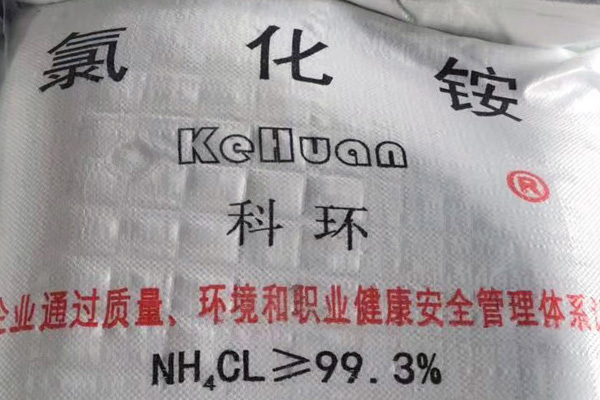 氯化铵
KeHuan
®
科环
企业通过质量、环境和职业健康安全管理体系
NH₄CL≥99.3%